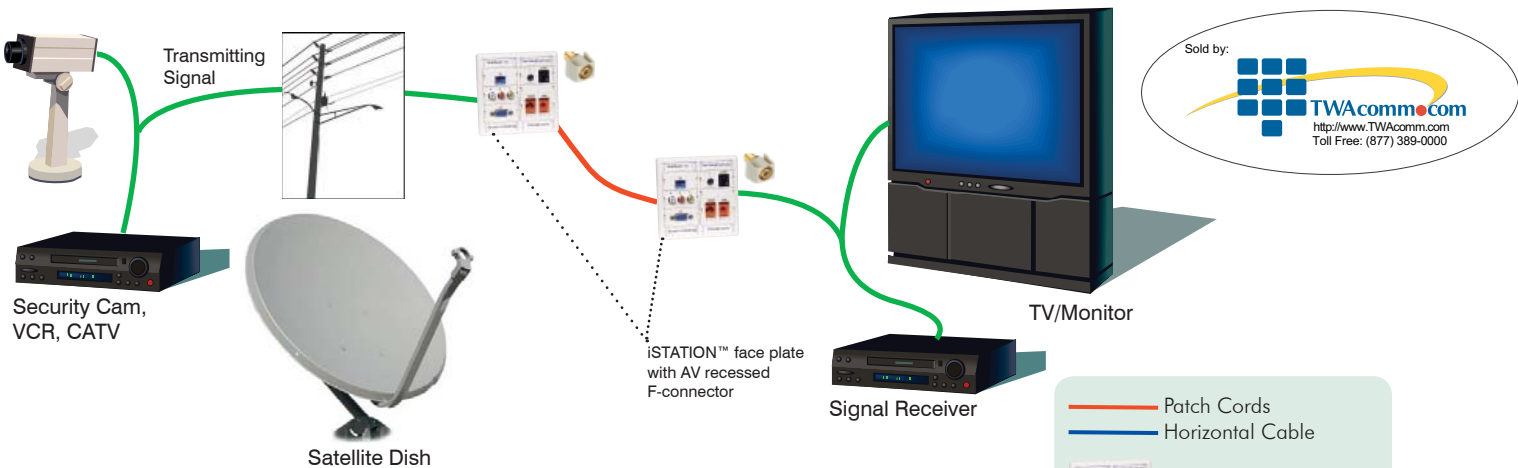 Transmitting
Signal
Sold by:
TWAcomm.com
http://www.TWAcomm.com
Toll Free: (877) 389-0000
Security Cam,
VCR, CATV
TV/Monitor
iSTATION™ face plate
with AV recessed
F-connector
Signal Receiver
Patch Cords
Horizontal Cable
Satellite Dish